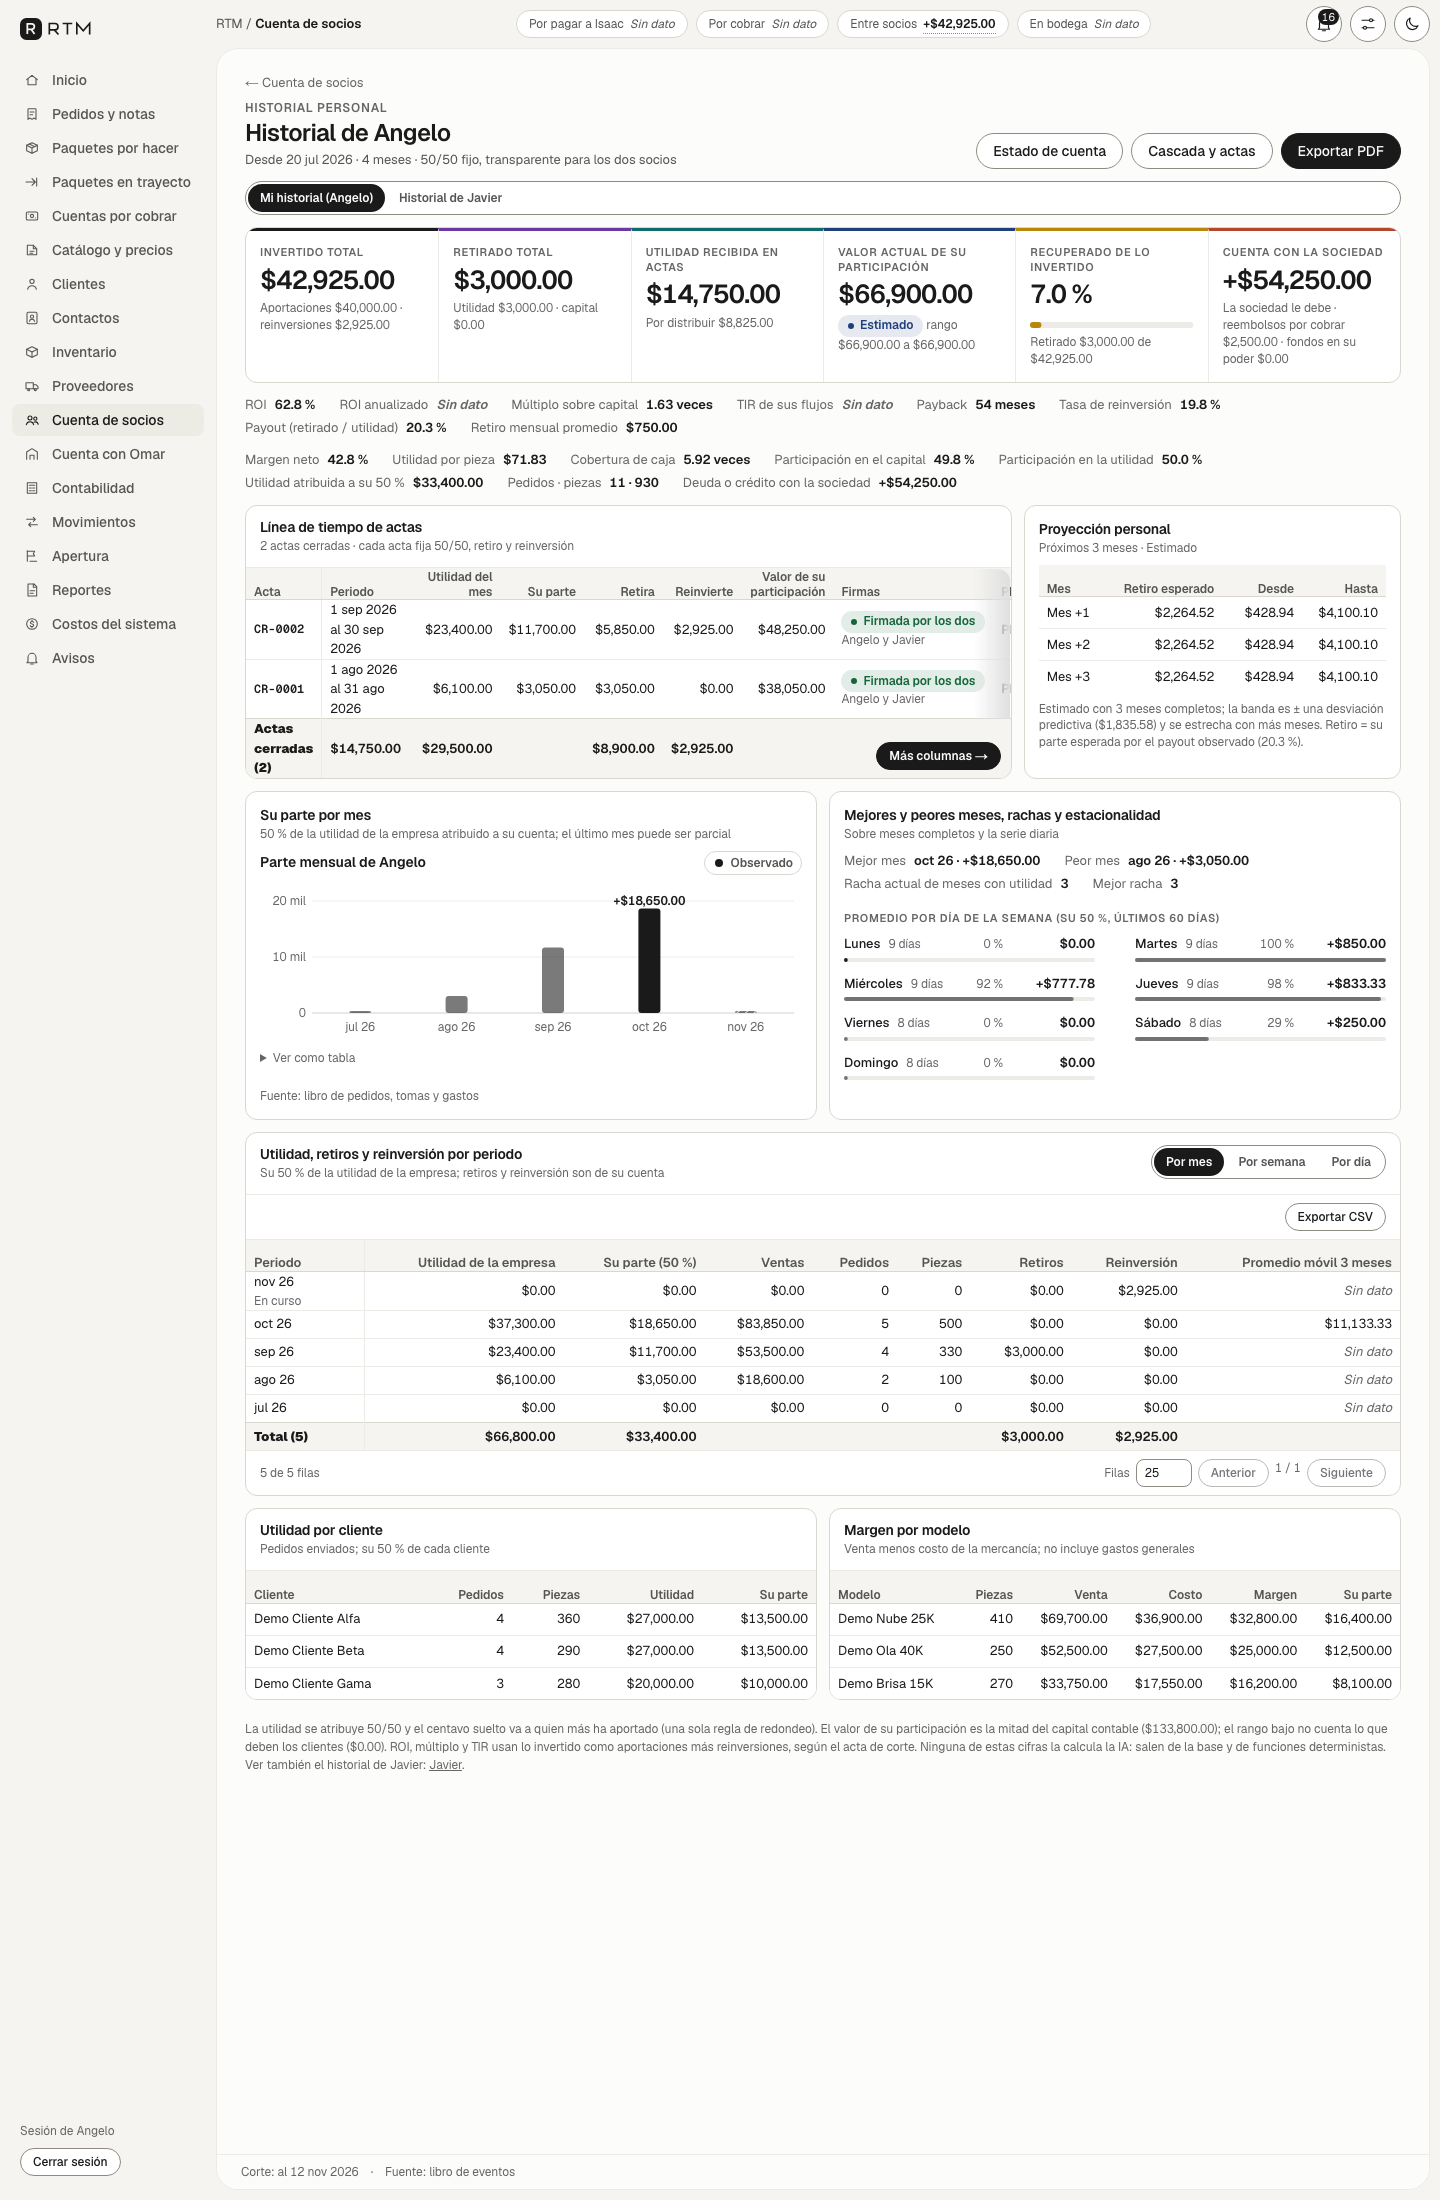 R RTM
RTM / Cuenta de socios
Por pagar a Isaac Sin dato
Por cobrar Sin dato
Entre socios +$42,925.00
En bodega Sin dato
16
Inicio
Pedidos y notas
Paquetes por hacer
Paquetes en trayecto
Cuentas por cobrar
Catálogo y precios
Clientes
Contactos
Inventario
Proveedores
Cuenta de socios
Cuenta con Omar
Contabilidad
Movimientos
Apertura
Reportes
Costos del sistema
Avisos
Sesión de Angelo
Cerrar sesión
← Cuenta de socios
HISTORIAL PERSONAL
Historial de Angelo
Desde 20 jul 2026 · 4 meses · 50/50 fijo, transparente para los dos socios
Estado de cuenta
Cascada y actas
Exportar PDF
Mi historial (Angelo)
Historial de Javier
INVERTIDO TOTAL
$42,925.00
Aportaciones $40,000.00 ·
reinversiones $2,925.00
RETIRADO TOTAL
$3,000.00
Utilidad $3,000.00 · capital
$0.00
UTILIDAD RECIBIDA EN
ACTAS
$14,750.00
Por distribuir $8,825.00
VALOR ACTUAL DE SU
PARTICIPACIÓN
$66,900.00
Estimado rango
$66,900.00 a $66,900.00
RECUPERADO DE LO
INVERTIDO
7.0 %
Retirado $3,000.00 de
$42,925.00
CUENTA CON LA SOCIEDAD
+$54,250.00
La sociedad le debe ·
reembolsos por cobrar
$2,500.00 · fondos en su
poder $0.00
ROI 62.8 % ROI anualizado Sin dato Múltiplo sobre capital 1.63 veces TIR de sus flujos Sin dato Payback 54 meses Tasa de reinversión 19.8 %
Payout (retirado / utilidad) 20.3 % Retiro mensual promedio $750.00
Margen neto 42.8 % Utilidad por pieza $71.83 Cobertura de caja 5.92 veces Participación en el capital 49.8 % Participación en la utilidad 50.0 %
Utilidad atribuida a su 50 % $33,400.00 Pedidos · piezas 11 · 930 Deuda o crédito con la sociedad +$54,250.00
Línea de tiempo de actas
2 actas cerradas · cada acta fija 50/50, retiro y reinversión
Utilidad del Valor de su
Acta Periodo mes Su parte Retira Reinvierte participación Firmas
1 sep 2026
CR-0002 al 30 sep $23,400.00 $11,700.00 $5,850.00 $2,925.00 $48,250.00 Firmada por los dos
2026 Angelo y Javier
1 ago 2026
CR-0001 al 31 ago $6,100.00 $3,050.00 $3,050.00 $0.00 $38,050.00 Firmada por los dos
2026 Angelo y Javier
Actas
cerradas $14,750.00 $29,500.00 $8,900.00 $2,925.00
(2)
Más columnas →
Proyección personal
Próximos 3 meses · Estimado
Mes Retiro esperado Desde Hasta
Mes +1 $2,264.52 $428.94 $4,100.10
Mes +2 $2,264.52 $428.94 $4,100.10
Mes +3 $2,264.52 $428.94 $4,100.10
Estimado con 3 meses completos; la banda es ± una desviación
predictiva ($1,835.58) y se estrecha con más meses. Retiro = su
parte esperada por el payout observado (20.3 %).
Su parte por mes
50 % de la utilidad de la empresa atribuido a su cuenta; el último mes puede ser parcial
Parte mensual de Angelo
Observado
20 mil
+$18,650.00
10 mil
0
jul 26 ago 26 sep 26 oct 26 nov 26
▶ Ver como tabla
Fuente: libro de pedidos, tomas y gastos
Mejores y peores meses, rachas y estacionalidad
Sobre meses completos y la serie diaria
Mejor mes oct 26 · +$18,650.00 Peor mes ago 26 · +$3,050.00
Racha actual de meses con utilidad 3 Mejor racha 3
PROMEDIO POR DÍA DE LA SEMANA (SU 50 %, ÚLTIMOS 60 DÍAS)
Lunes 9 días 0 % $0.00
Martes 9 días 100 % +$850.00
Miércoles 9 días 92 % +$777.78
Jueves 9 días 98 % +$833.33
Viernes 8 días 0 % $0.00
Sábado 8 días 29 % +$250.00
Domingo 8 días 0 % $0.00
Utilidad, retiros y reinversión por periodo
Su 50 % de la utilidad de la empresa; retiros y reinversión son de su cuenta
Por mes Por semana Por día
Exportar CSV
Periodo Utilidad de la empresa Su parte (50 %) Ventas Pedidos Piezas Retiros Reinversión Promedio móvil 3 meses
nov 26
En curso
$0.00 $0.00 $0.00 0 0 $0.00 $2,925.00 Sin dato
oct 26 $37,300.00 $18,650.00 $83,850.00 5 500 $0.00 $0.00 $11,133.33
sep 26 $23,400.00 $11,700.00 $53,500.00 4 330 $3,000.00 $0.00 Sin dato
ago 26 $6,100.00 $3,050.00 $18,600.00 2 100 $0.00 $0.00 Sin dato
jul 26 $0.00 $0.00 $0.00 0 0 $0.00 $0.00 Sin dato
Total (5) $66,800.00 $33,400.00 $3,000.00 $2,925.00
5 de 5 filas
Filas 25 Anterior 1 / 1 Siguiente
Utilidad por cliente
Pedidos enviados; su 50 % de cada cliente
Cliente Pedidos Piezas Utilidad Su parte
Demo Cliente Alfa 4 360 $27,000.00 $13,500.00
Demo Cliente Beta 4 290 $27,000.00 $13,500.00
Demo Cliente Gama 3 280 $20,000.00 $10,000.00
Margen por modelo
Venta menos costo de la mercancía; no incluye gastos generales
Modelo Piezas Venta Costo Margen Su parte
Demo Nube 25K 410 $69,700.00 $36,900.00 $32,800.00 $16,400.00
Demo Ola 40K 250 $52,500.00 $27,500.00 $25,000.00 $12,500.00
Demo Brisa 15K 270 $33,750.00 $17,550.00 $16,200.00 $8,100.00
La utilidad se atribuye 50/50 y el centavo suelto va a quien más ha aportado (una sola regla de redondeo). El valor de su participación es la mitad del capital contable ($133,800.00); el rango bajo no cuenta lo que
deben los clientes ($0.00). ROI, múltiplo y TIR usan lo invertido como aportaciones más reinversiones, según el acta de corte. Ninguna de estas cifras la calcula la IA: salen de la base y de funciones deterministas.
Ver también el historial de Javier: Javier.
Corte: al 12 nov 2026 · Fuente: libro de eventos